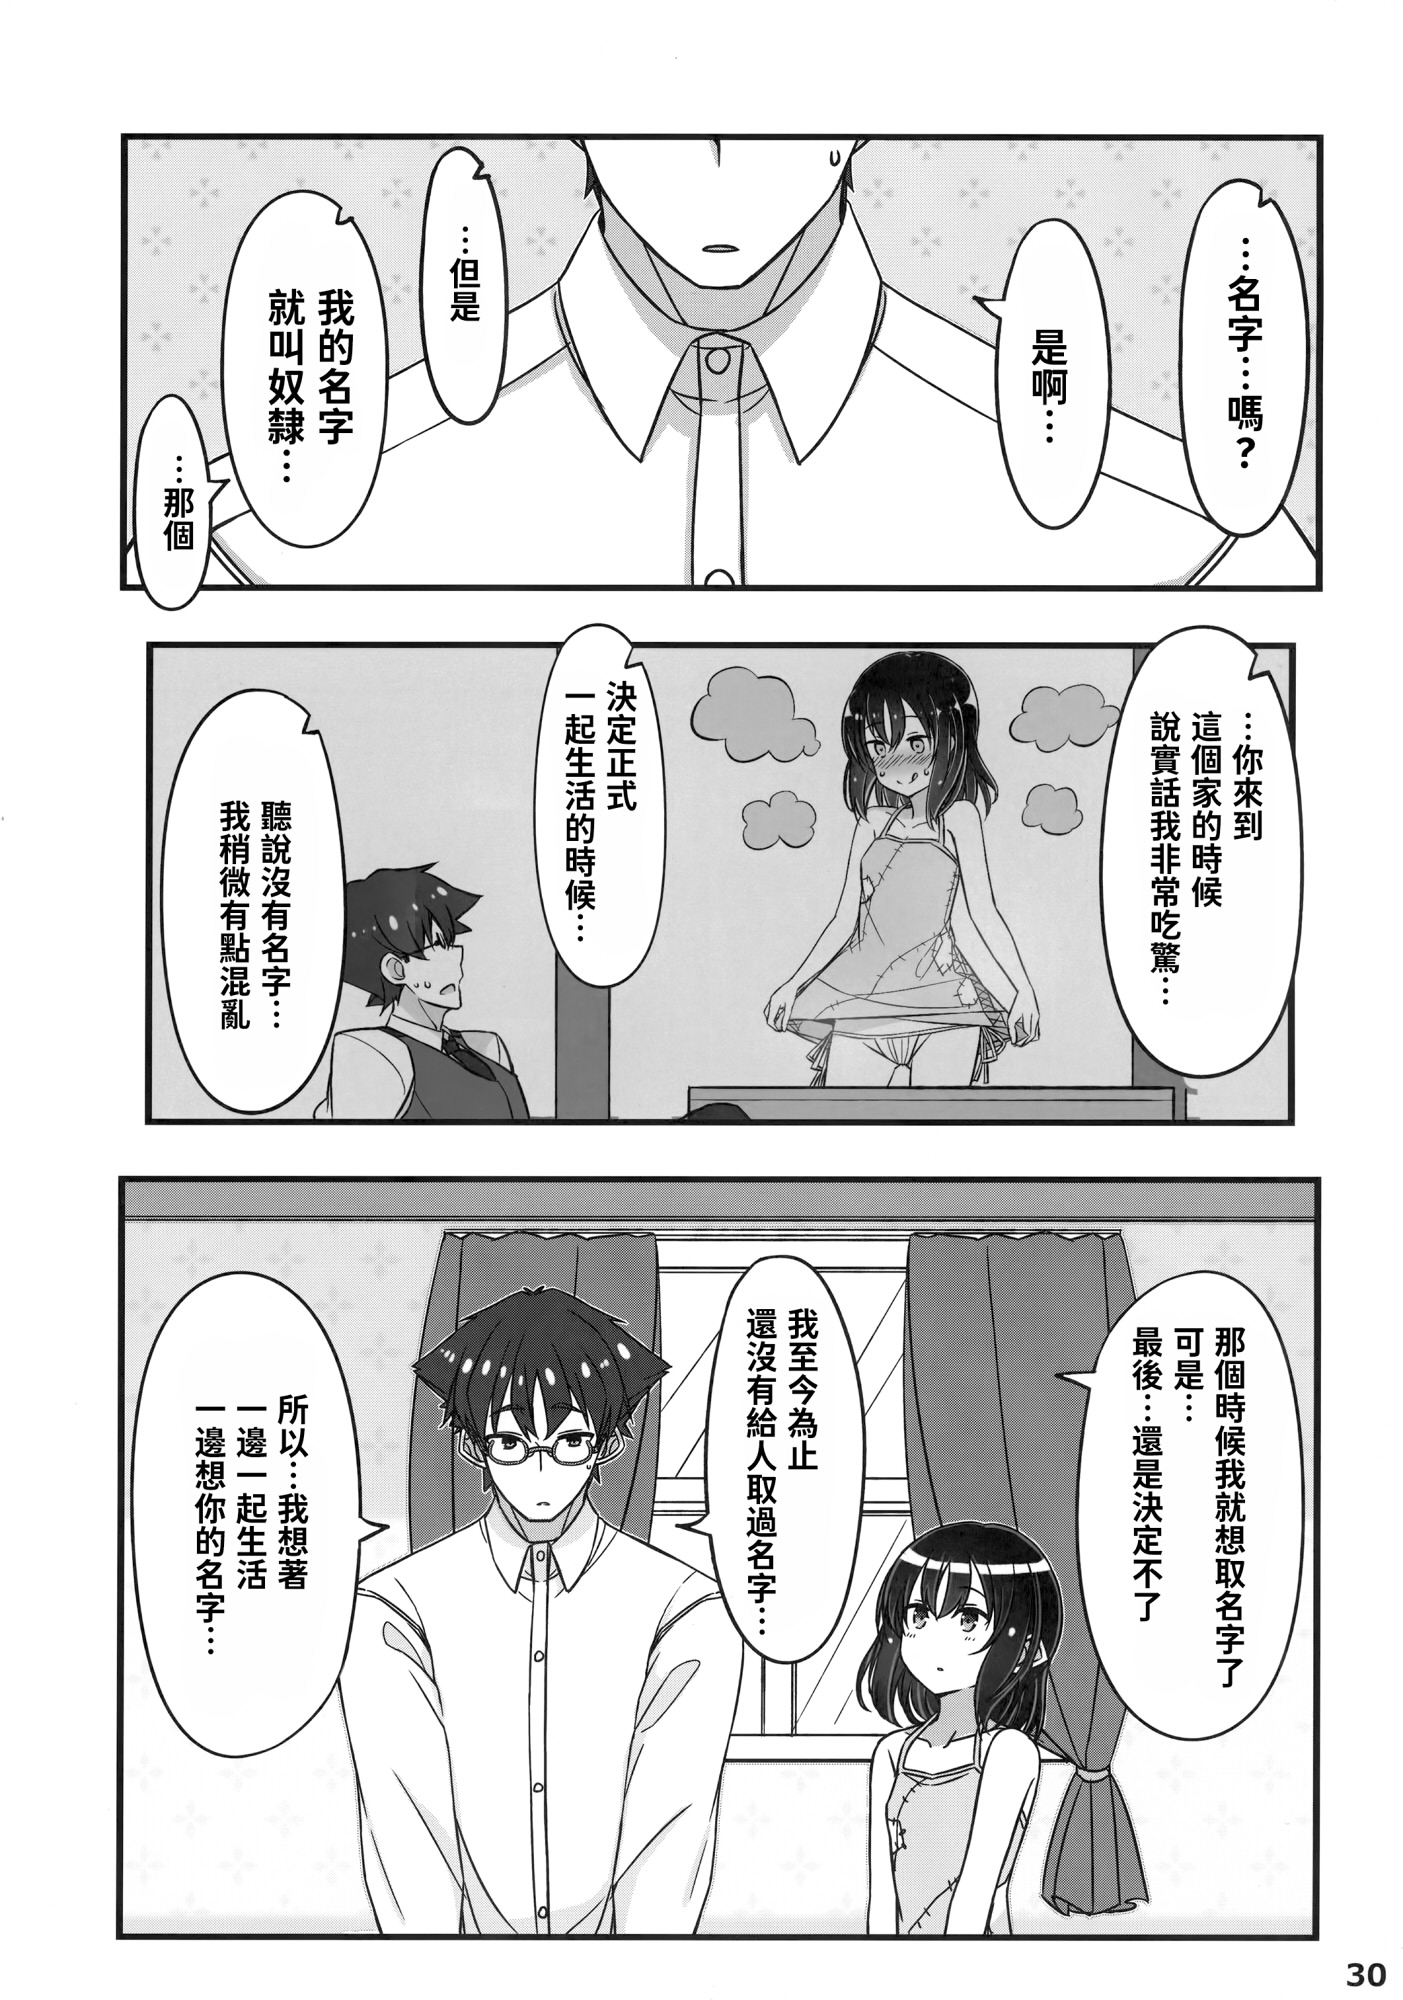 …名字…嗎？
是啊…
…但是
我的名字
就叫奴隸…
…那個
…你來到
這個家的時候
說實話我非常吃驚…
決定正式
一起生活的時候…
聽說沒有名字…
我稍微有點混亂
那個時候我就想取名字了
可是…
最後…還是決定不了
我至今為止
還沒有給人取過名字…
所以…我想著
一邊一起生活
一邊想你的名字…
30